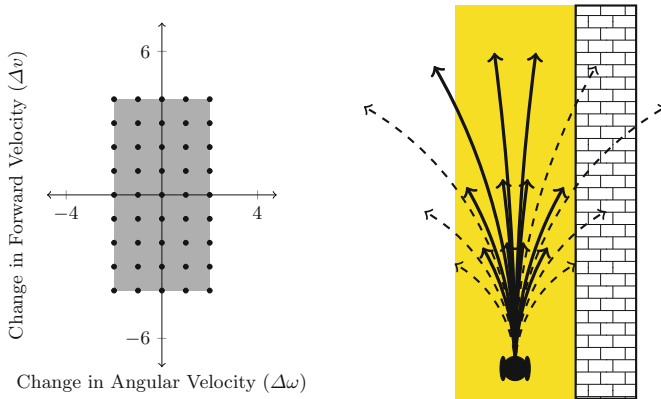 Change in Forward Velocity (Δv)
6
−4
4
−6
Change in Angular Velocity (Δω)